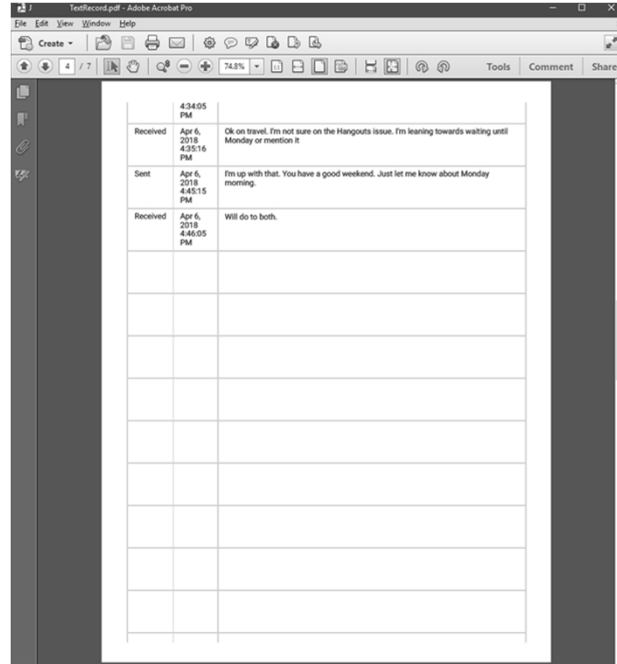 TextRecord.pdf - Adobe Acrobat Pro
File Edit View Window Help
Create
4 / 7 74.8% Tools Comment Share
4:34:05
PM
Received Apr 6, Ok on travel. I'm not sure on the Hangouts issue. I'm leaning towards waiting until
2018 Monday or mention it
4:35:16
PM
Sent Apr 6, I'm up with that. You have a good weekend. Just let me know about Monday
2018 morning.
4:45:15
PM
Received Apr 6, Will do to both.
2018
4:46:05
PM